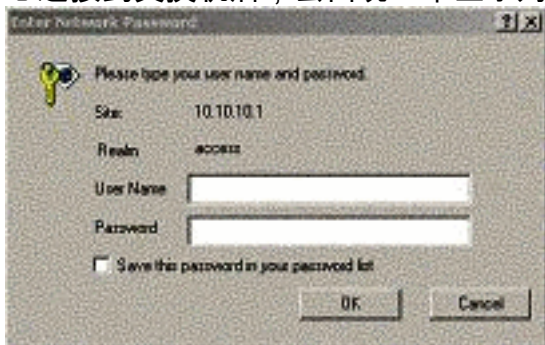 Enter Network Password
? X
Please type your user name and password.
Site: 10.10.10.1
Realm access
User Name
Password
Save this password in your password list
OK Cancel